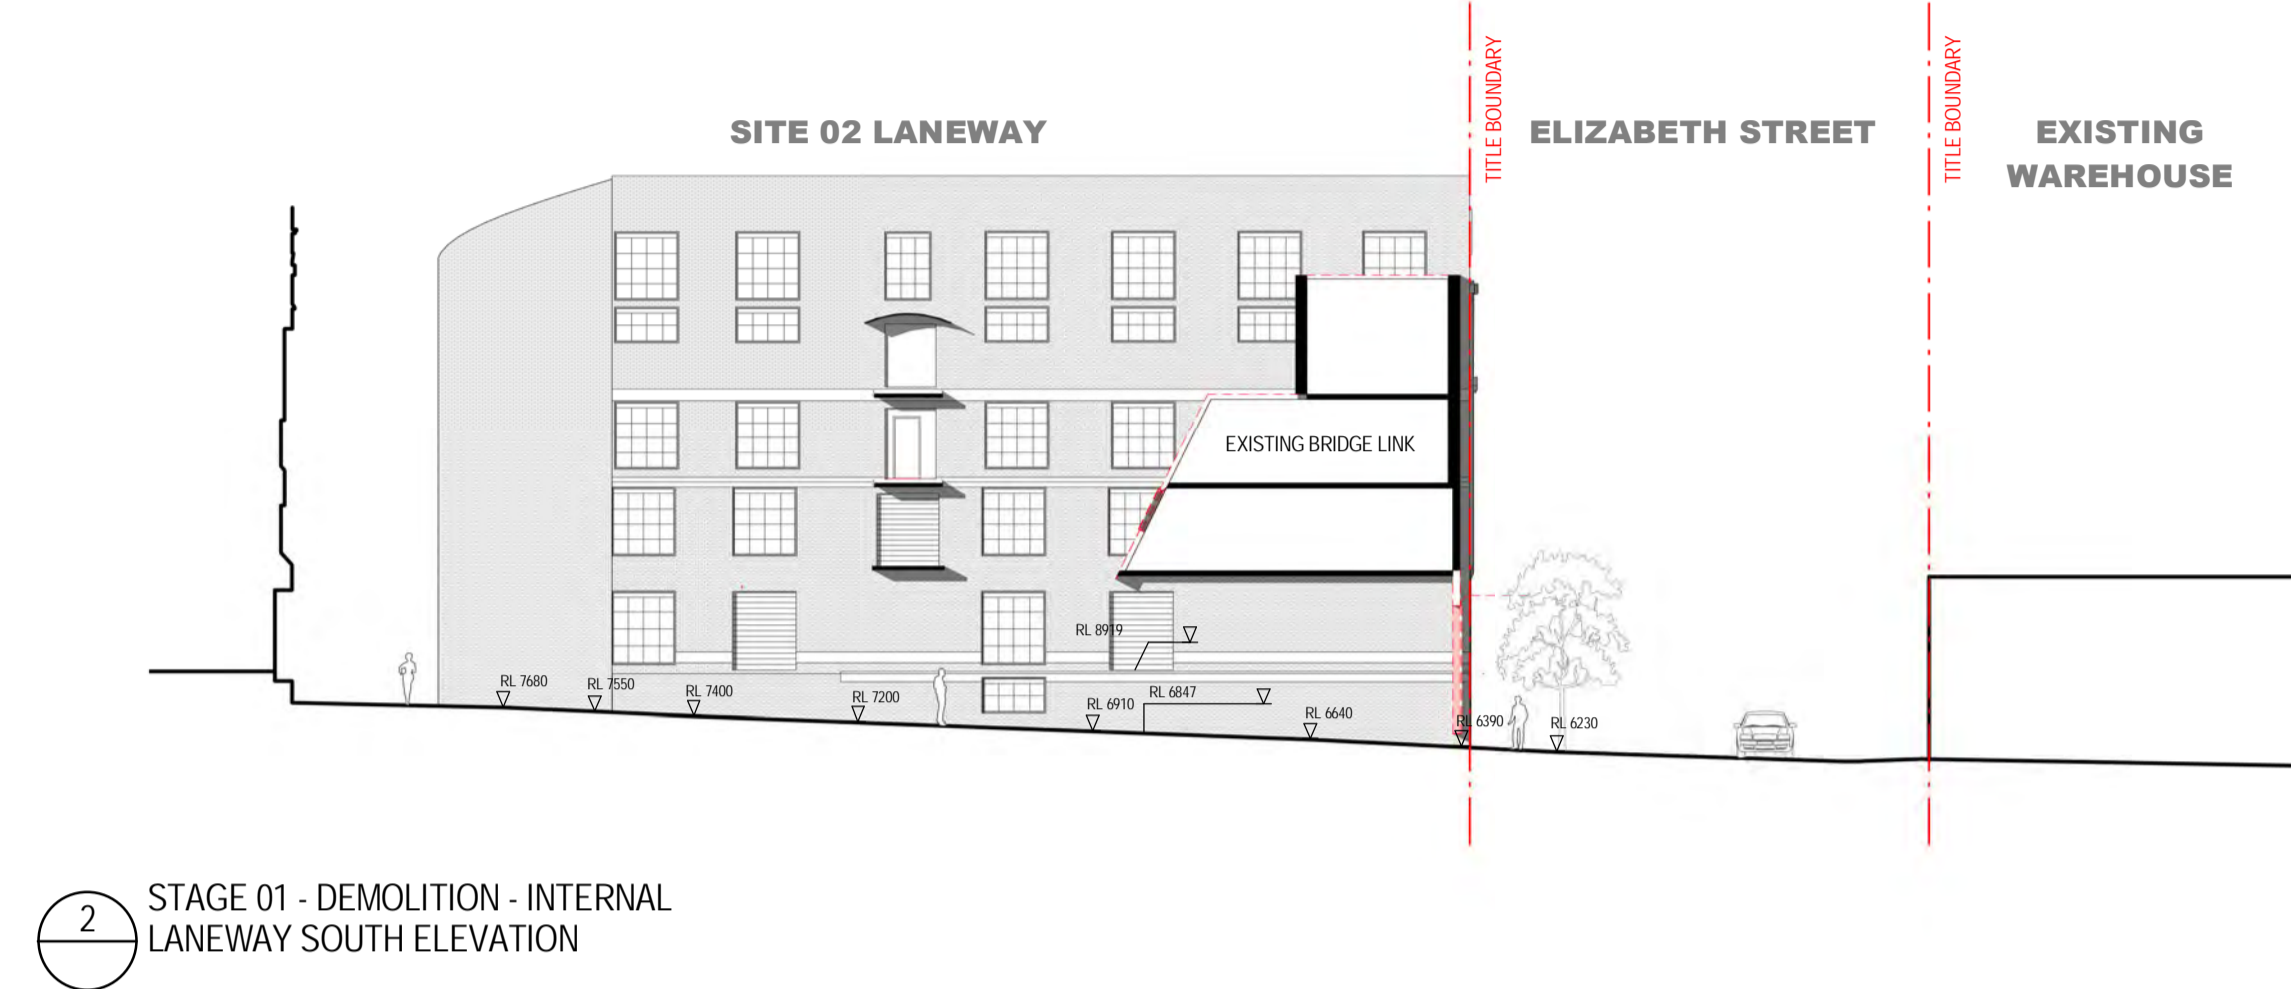 TITLE BOUNDARY
TITLE BOUNDARY
SITE 02 LANEWAY
ELIZABETH STREET
EXISTING
WAREHOUSE
EXISTING BRIDGE LINK
RL 8919
RL 7680
RL 7550
RL 7400
RL 7200
RL 6910
RL 6847
RL 6640
RL 6390
RL 6230
2
STAGE 01 - DEMOLITION - INTERNAL
LANEWAY SOUTH ELEVATION